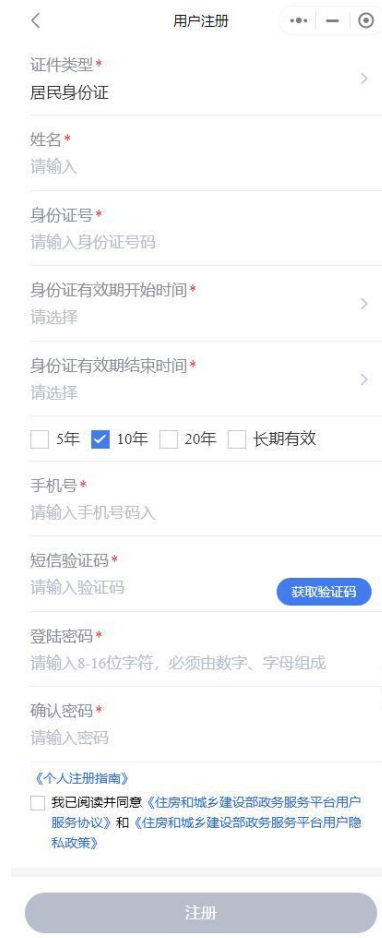 用户注册
证件类型*
居民身份证
姓名*
请输入
身份证号*
请输入身份证号码
身份证有效期开始时间*
请选择
身份证有效期结束时间*
请选择
5年 10年 20年 长期有效
手机号*
请输入手机号码入
短信验证码*
请输入验证码
获取验证码
登陆密码*
请输入8-16位字符，必须由数字、字母组成
确认密码*
请输入密码
《个人注册指南》
我已阅读并同意《住房和城乡建设部政务服务平台用户
服务协议》和《住房和城乡建设部政务服务平台用户隐
私政策》
注册